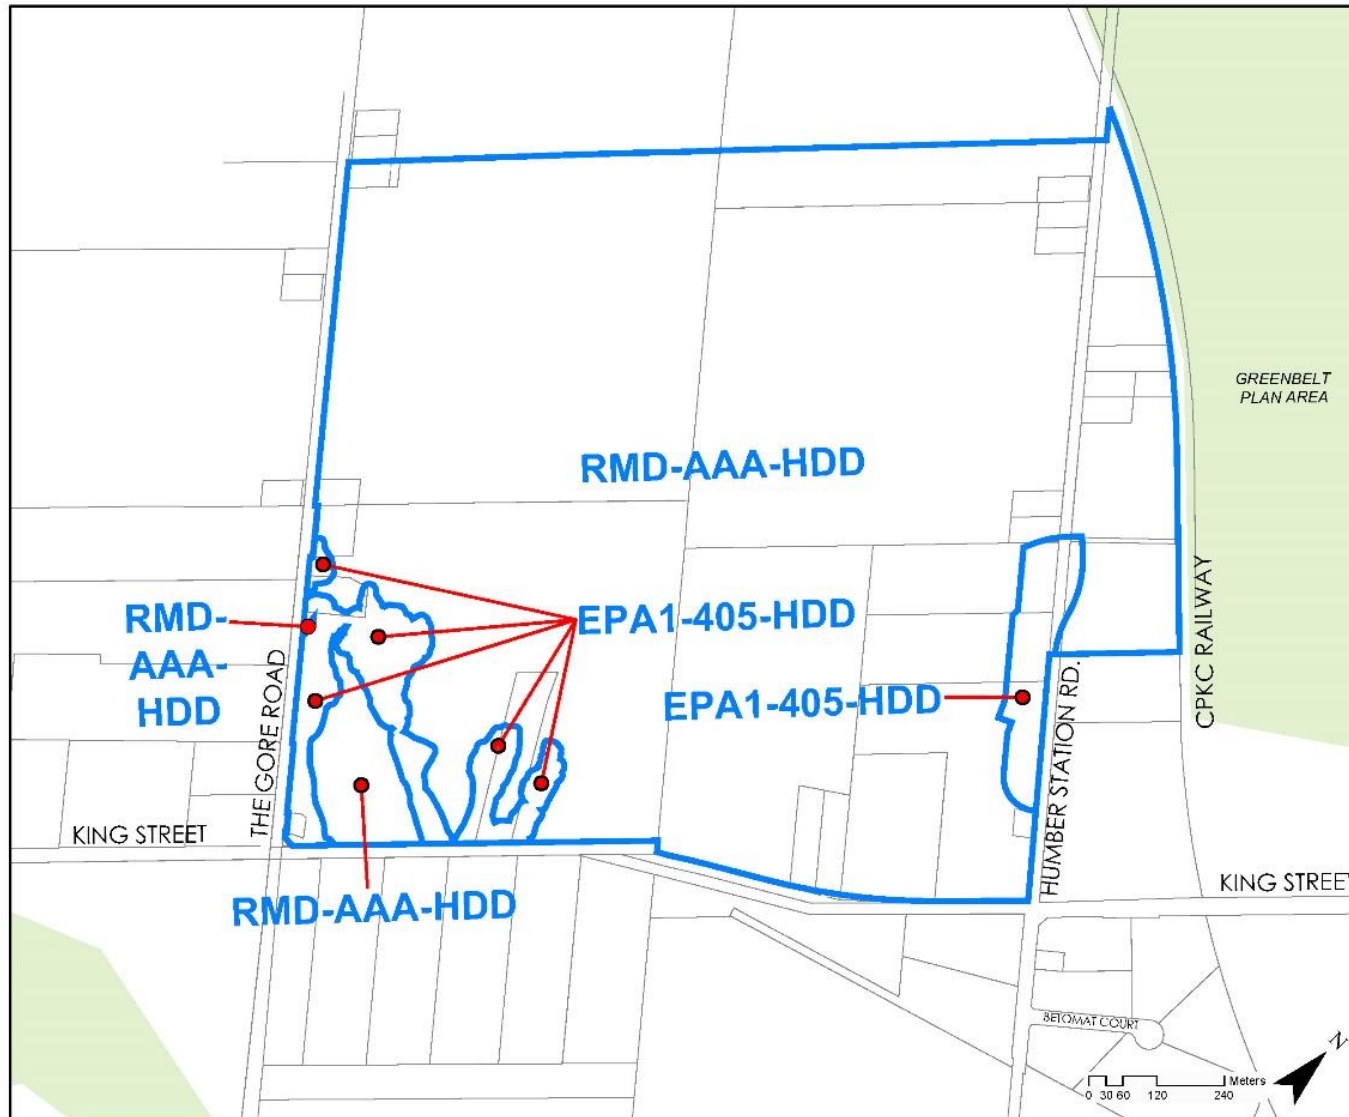 GREENBELT
PLAN AREA
RMD-AAA-HDD
CPKC RAILWAY
RMD-
AAA-
HDD
EPA1-405-HDD
EPA1-405-HDD
THE GORE ROAD
HUMBER STATION RD.
KING STREET
KING STREET
RMD-AAA-HDD
BETOMAT COURT
N
Meters
0 30 60 120 240